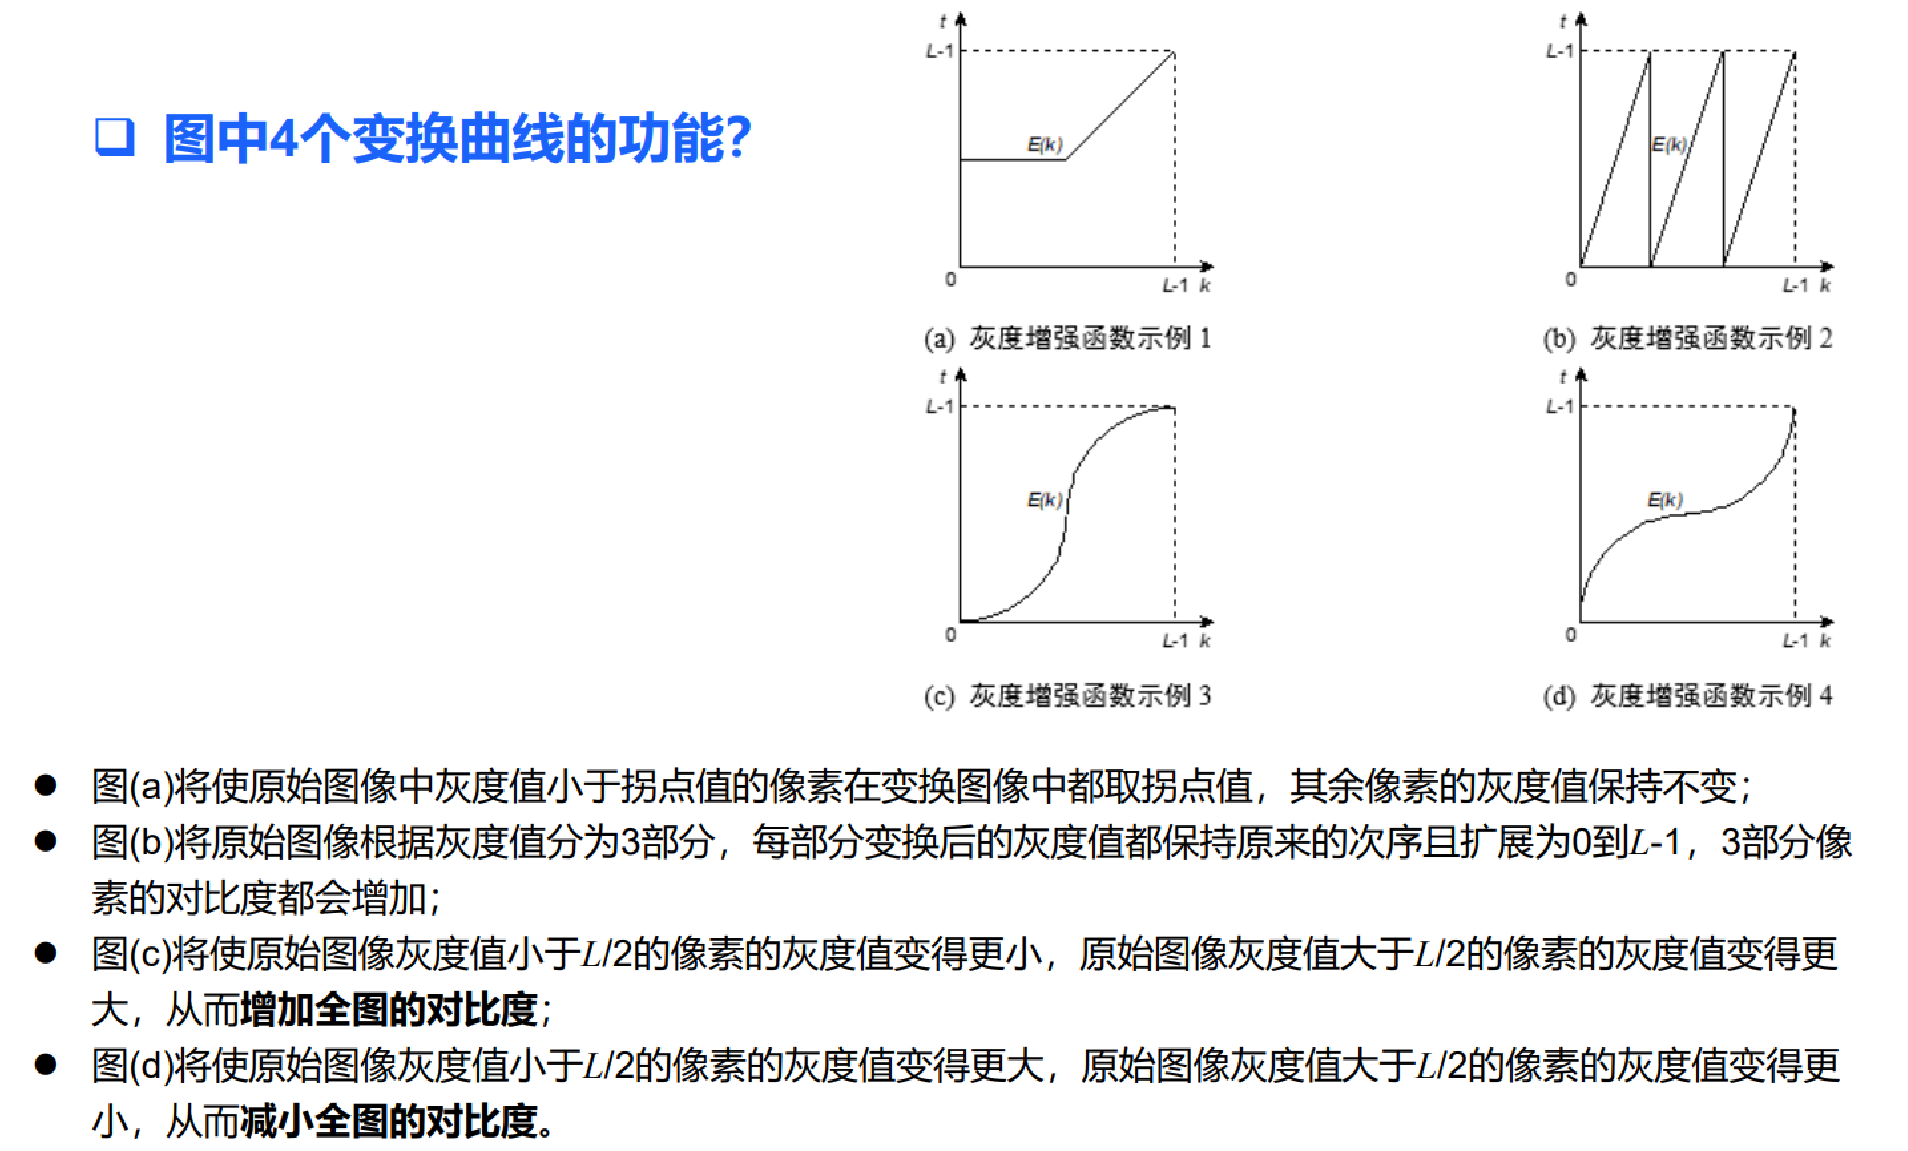 ❑ 图中4个变换曲线的功能？
t
L-1
E(k)
0
L-1 k
(a) 灰度增强函数示例 1
t
L-1
E(k)
0
L-1 k
(b) 灰度增强函数示例 2
t
L-1
E(k)
0
L-1 k
(c) 灰度增强函数示例 3
t
L-1
E(k)
0
L-1 k
(d) 灰度增强函数示例 4
● 图(a)将使原始图像中灰度值小于拐点值的像素在变换图像中都取拐点值，其余像素的灰度值保持不变；
● 图(b)将原始图像根据灰度值分为3部分，每部分变换后的灰度值都保持原来的次序且扩展为0到L-1，3部分像
素的对比度都会增加；
● 图(c)将使原始图像灰度值小于L/2的像素的灰度值变得更小，原始图像灰度值大于L/2的像素的灰度值变得更
大，从而增加全图的对比度；
● 图(d)将使原始图像灰度值小于L/2的像素的灰度值变得更大，原始图像灰度值大于L/2的像素的灰度值变得更
小，从而减小全图的对比度。